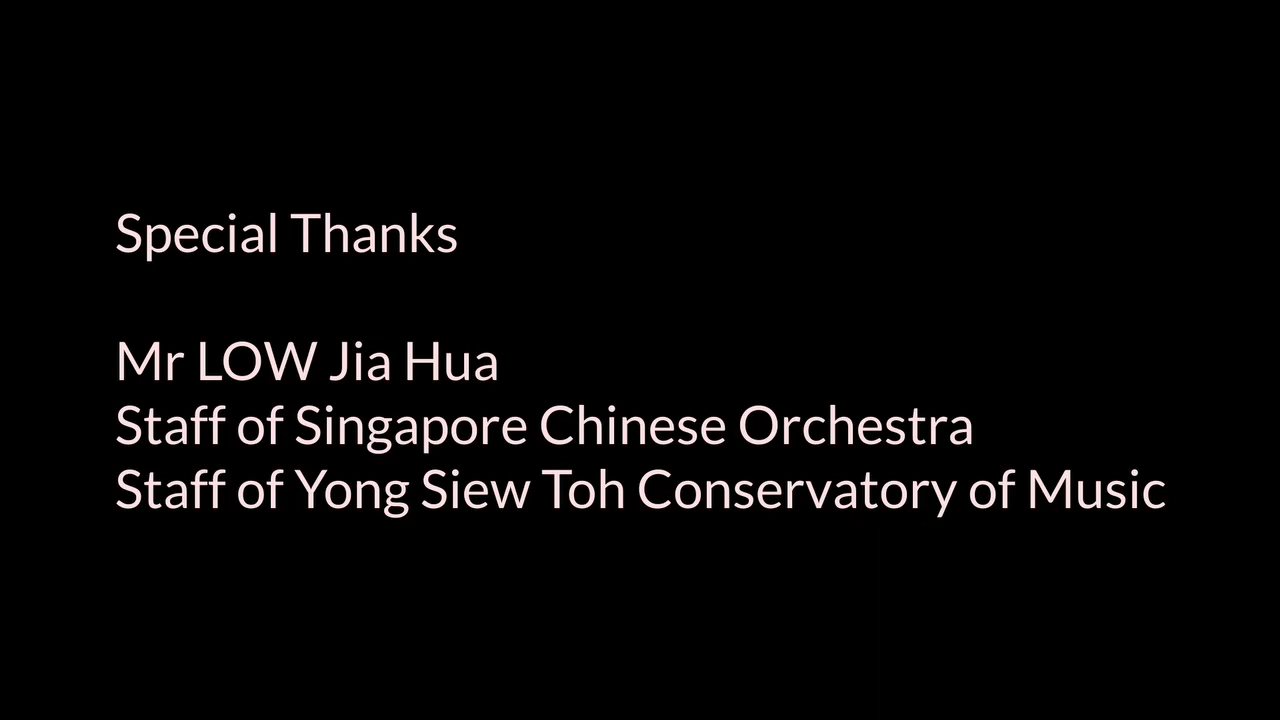 Special Thanks
Mr LOW Jia Hua
Staff of Singapore Chinese Orchestra
Staff of Yong Siew Toh Conservatory of Music